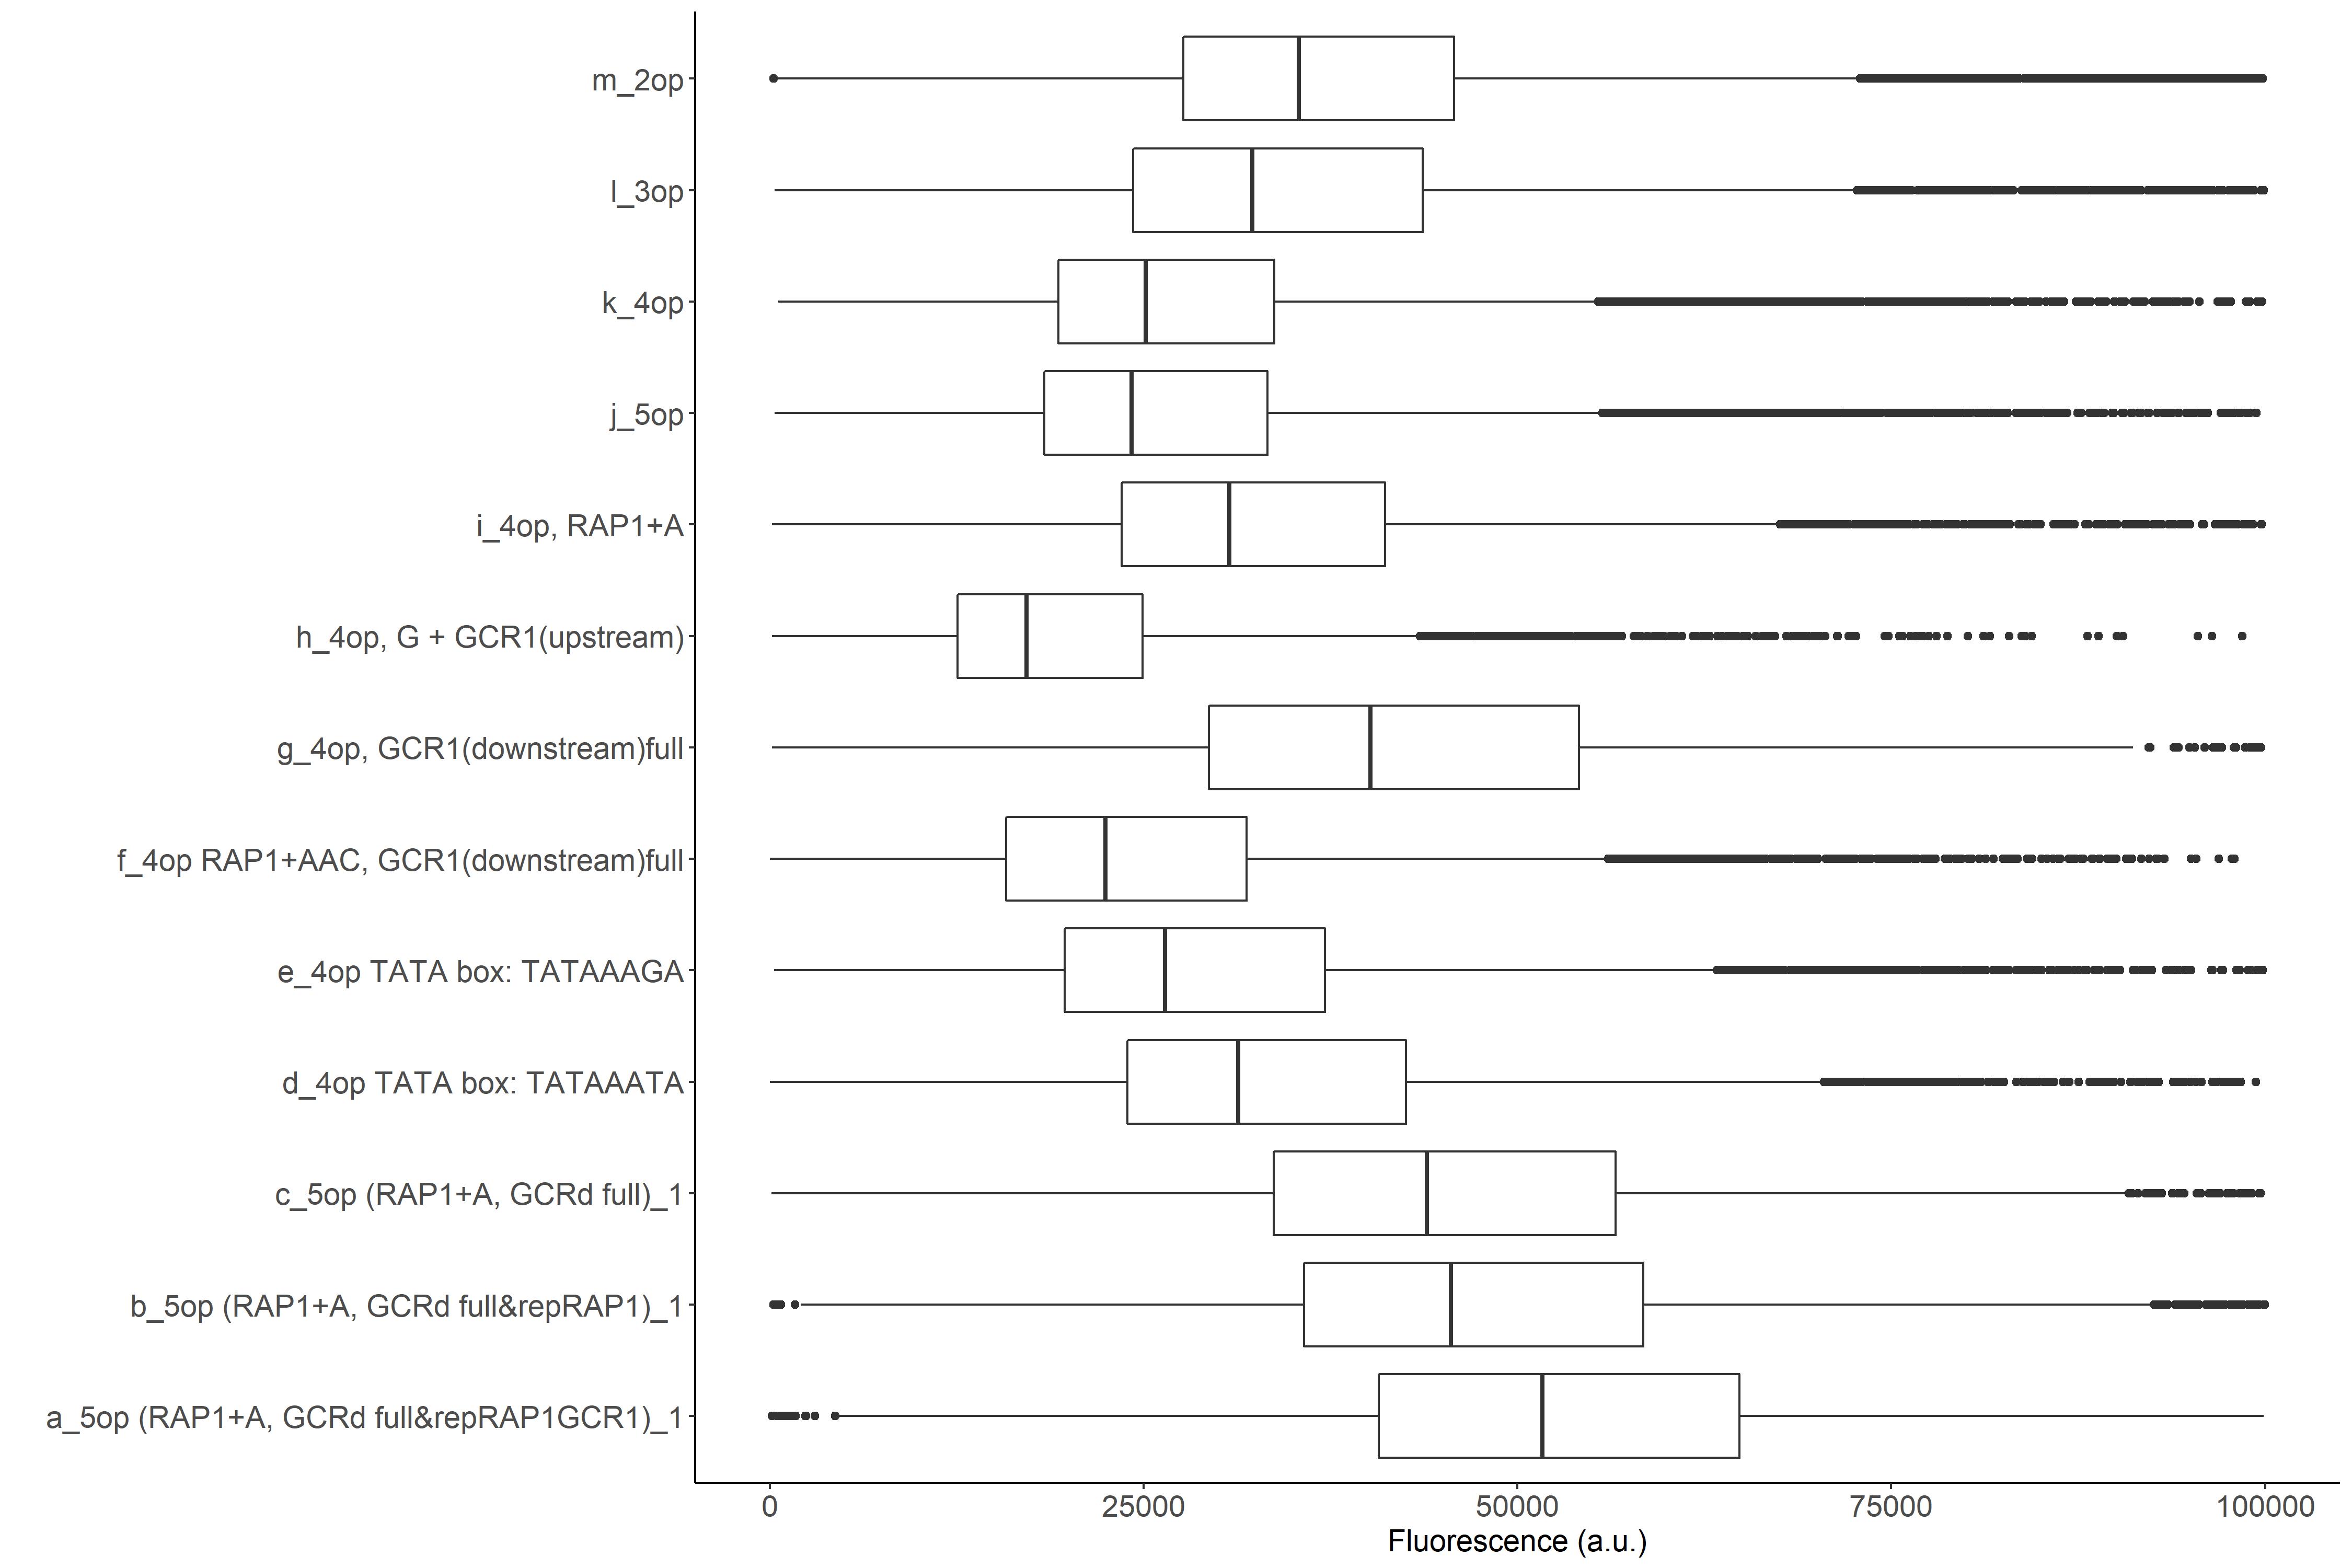 m_2op
l_3op
k_4op
j_5op
i_4op, RAP1+A
h_4op, G + GCR1(upstream)
g_4op, GCR1(downstream)full
f_4op RAP1+AAC, GCR1(downstream)full
e_4op TATA box: TATAAAGA
d_4op TATA box: TATAAATA
c_5op (RAP1+A, GCRd full)_1
b_5op (RAP1+A, GCRd full&repRAP1)_1
a_5op (RAP1+A, GCRd full&repRAP1GCR1)_1
0 25000 50000 75000 100000
Fluorescence (a.u.)